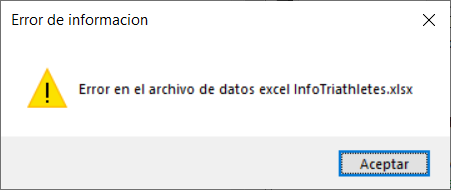 Error de informacion
Error en el archivo de datos excel InfoTriathletes.xlsx
Aceptar